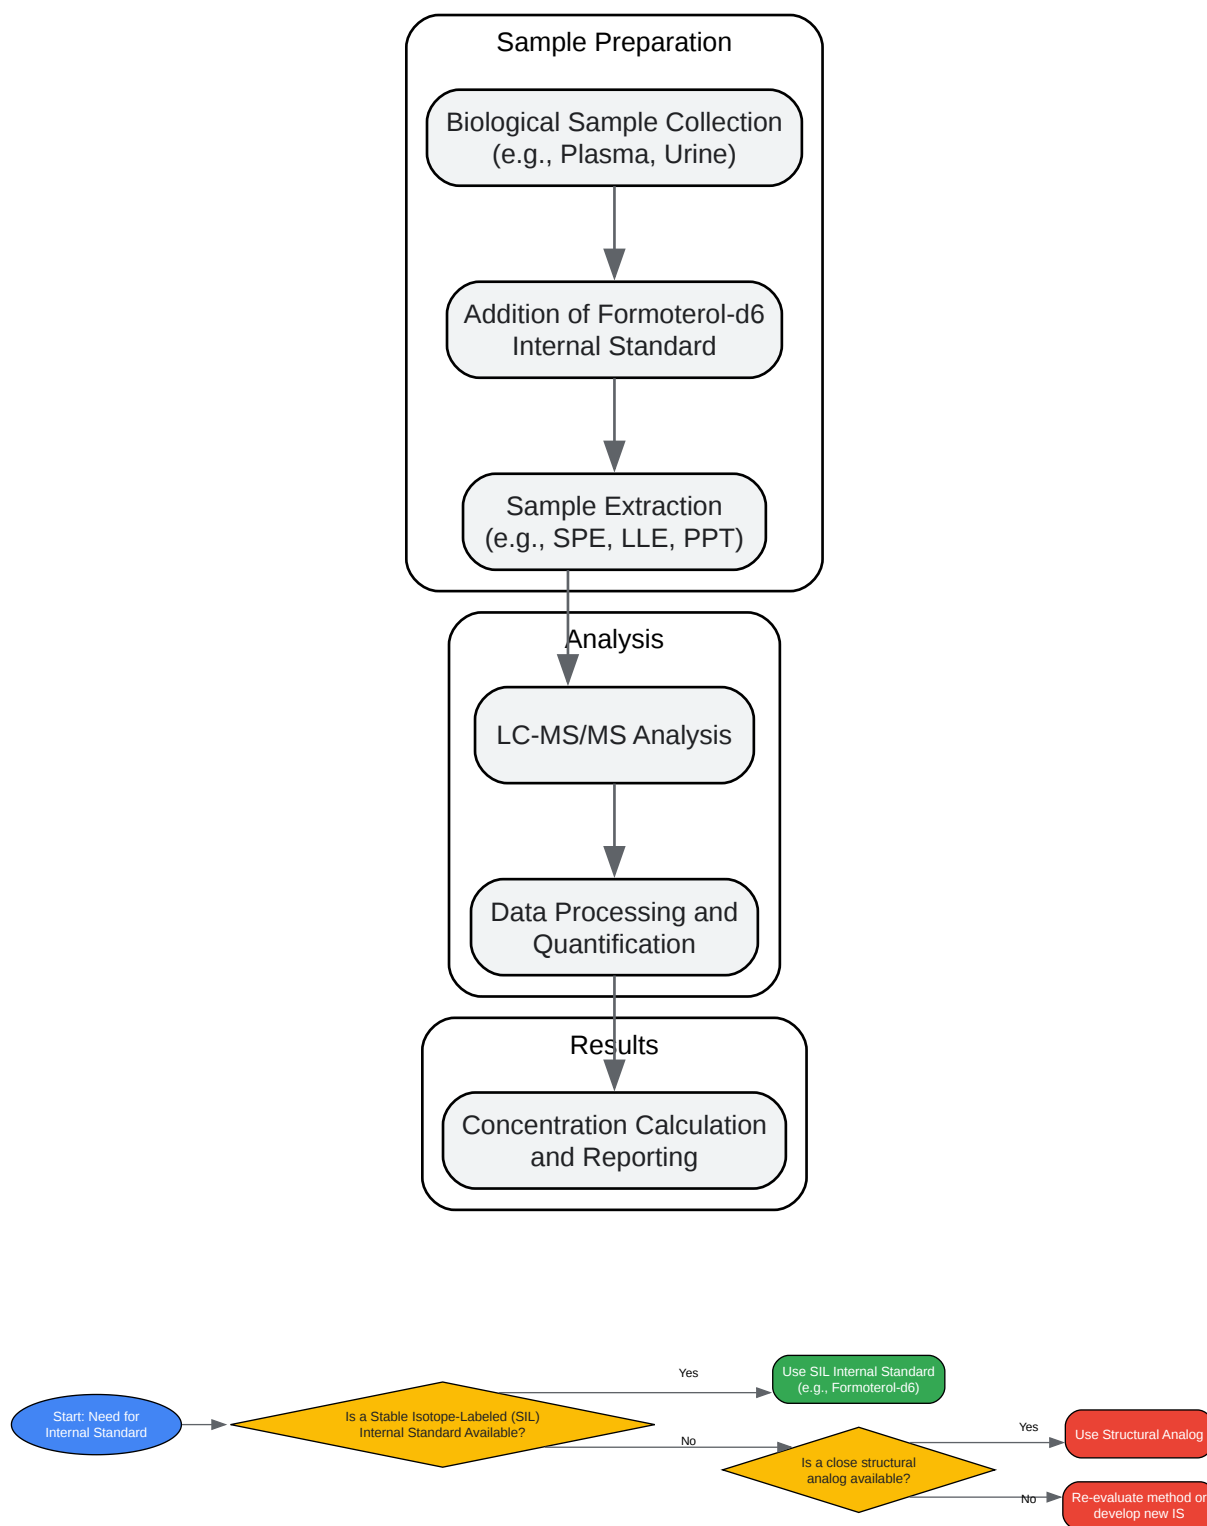 Sample Preparation
Biological Sample Collection
(e.g., Plasma, Urine)
Addition of Formoterol-d6
Internal Standard
Sample Extraction
(e.g., SPE, LLE, PPT)
Analysis
LC-MS/MS Analysis
Data Processing and
Quantification
Results
Concentration Calculation
and Reporting
Start: Need for
Internal Standard
Is a Stable Isotope-Labeled (SIL)
Internal Standard Available?
Yes
Use SIL Internal Standard
(e.g., Formoterol-d6)
No
Is a close structural
analog available?
Yes
Use Structural Analog
No
Re-evaluate method or
develop new IS